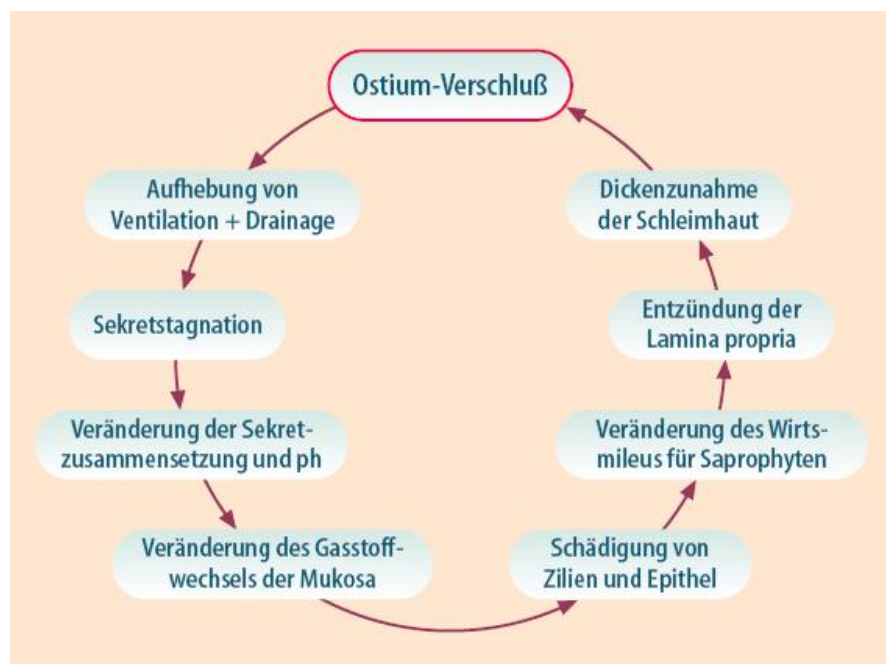 Ostium-Verschluß
Aufhebung von
Ventilation + Drainage
Sekretstagnation
Veränderung der Sekret-
zusammensetzung und ph
Veränderung des Gasstoff-
wechsels der Mukosa
Schädigung von
Zilien und Epithel
Veränderung des Wirts-
mileus für Saprophyten
Entzündung der
Lamina propria
Dickenzunahme
der Schleimhaut